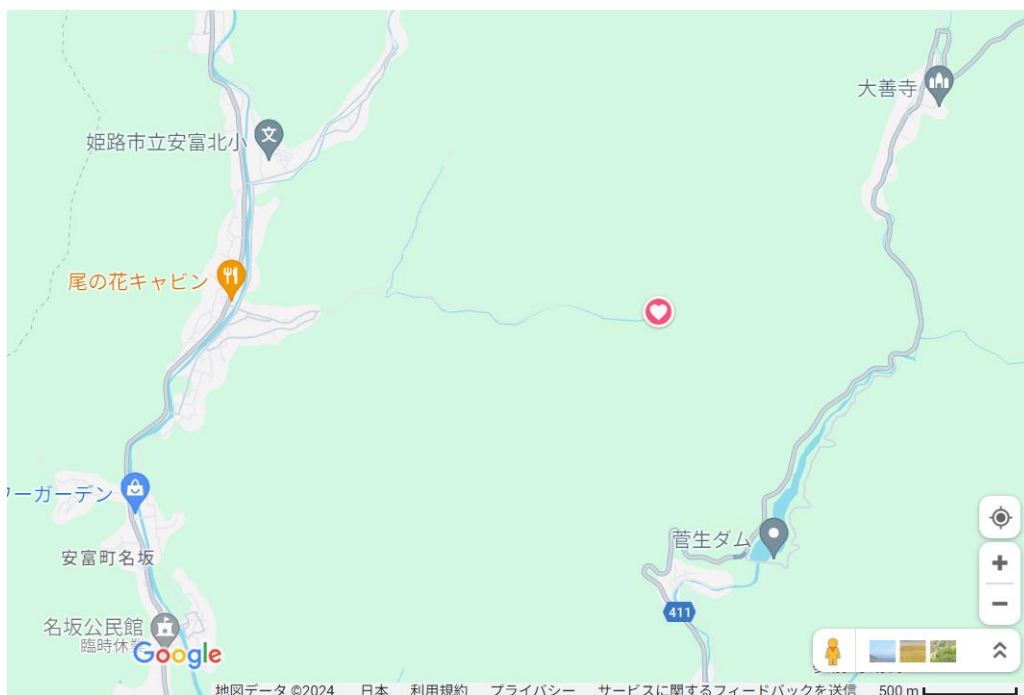 大善寺
姫路市立安富北小
文
尾の花キャビン
ーガーデン
菅生ダム
安富町名坂
411
名坂公民館
臨時休業
Google
地図データ ©2024 日本 利用規約 プライバシー サービスに関するフィードバックを送信 500 m